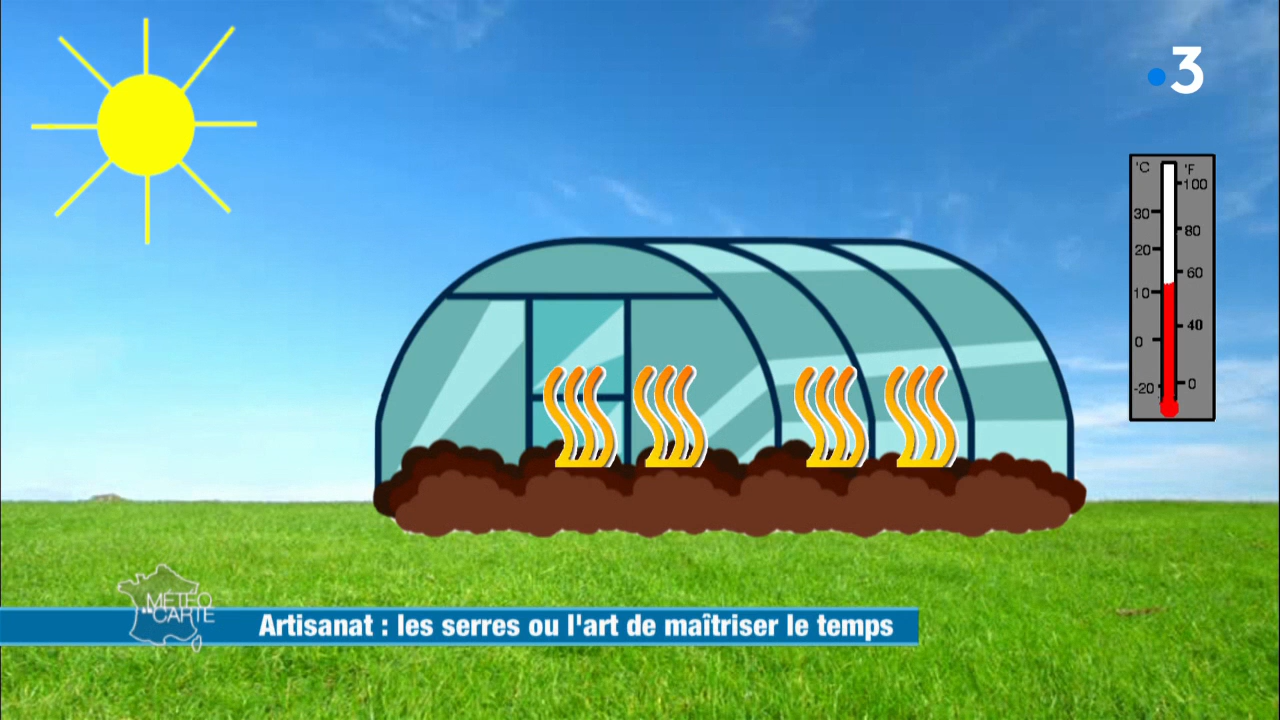 3
°C °F
100
30
80
20
60
10
40
0
-20 0
MÉTÉO
À LA
CARTE
Artisanat : les serres ou l'art de maîtriser le temps